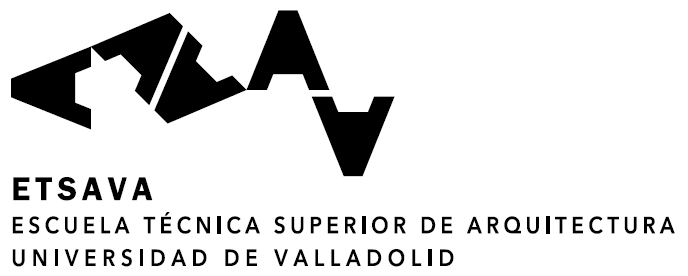 ETSAVA
ESCUELA TÉCNICA SUPERIOR DE ARQUITECTURA
UNIVERSIDAD DE VALLADOLID